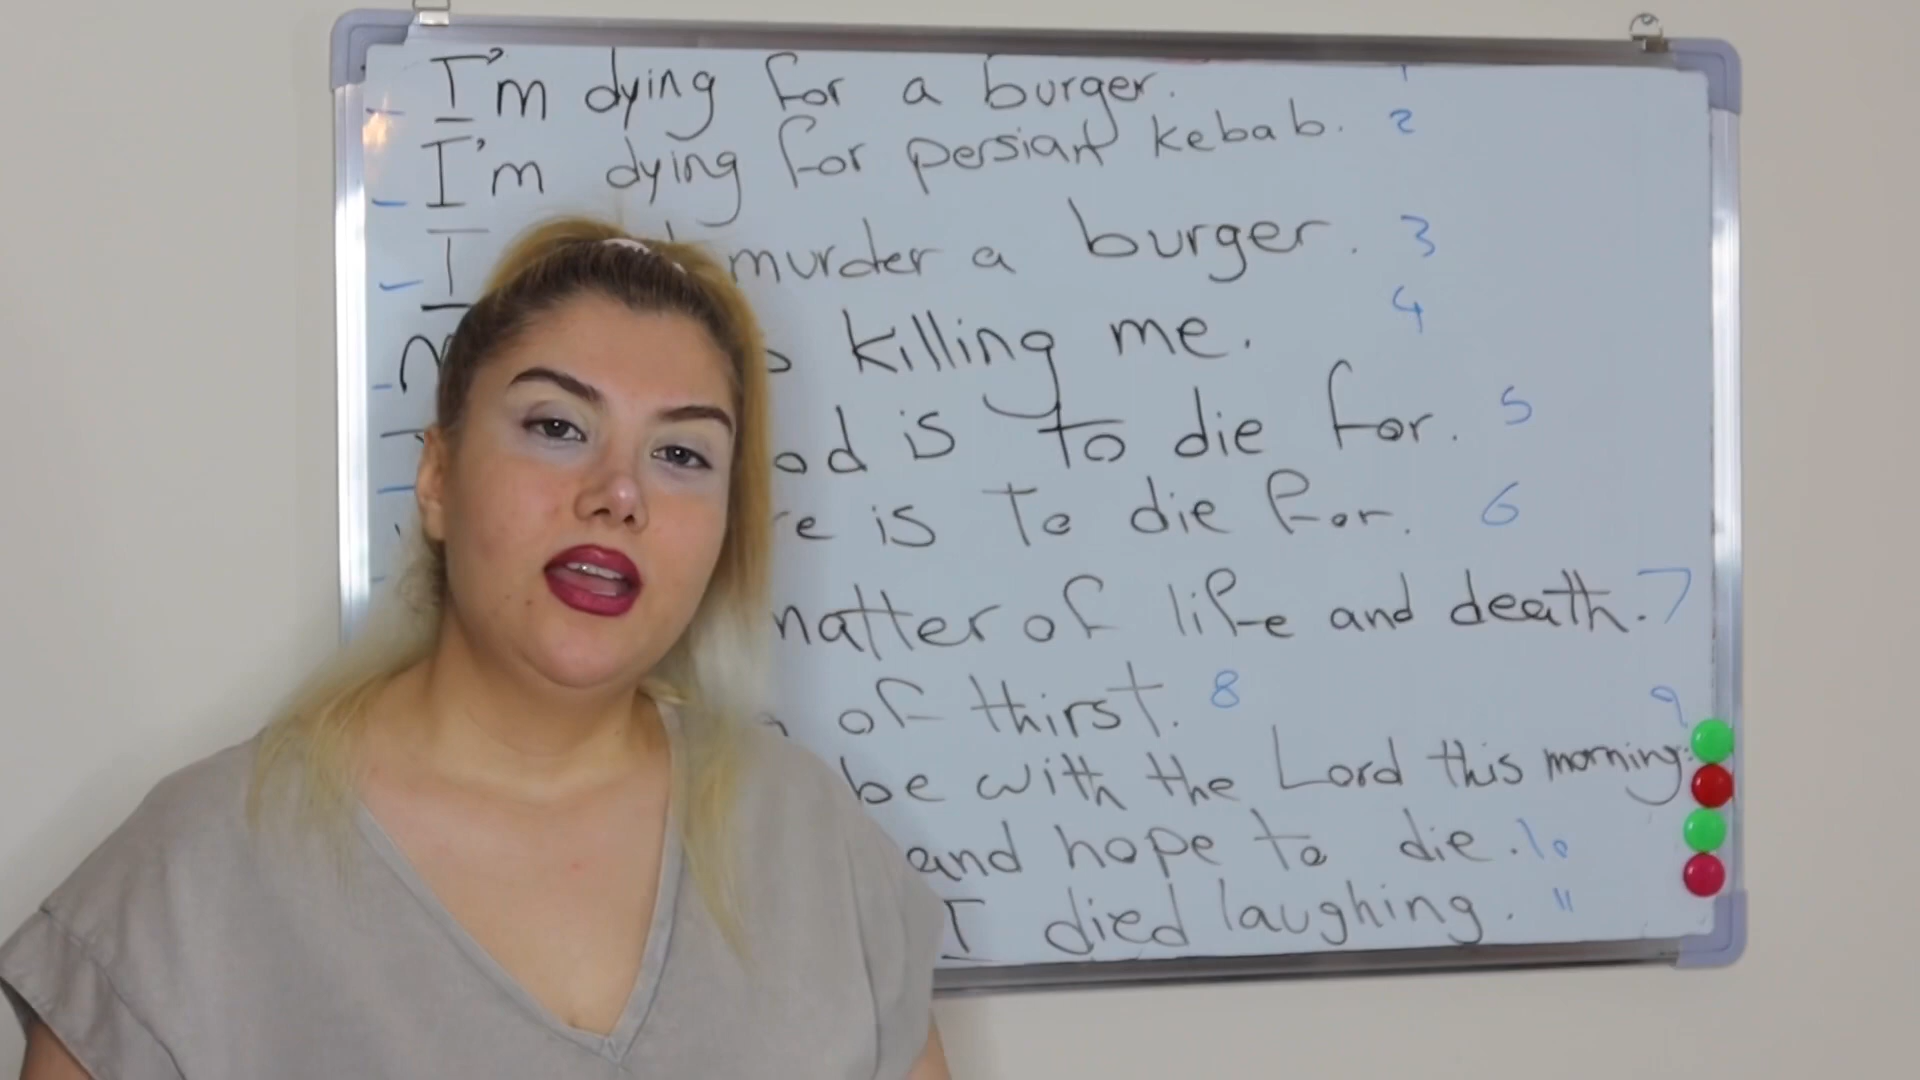 I'm dying for a burger. 1
I'm dying for persian kebab. 2
I murder a burger. 3
killing me. 4
is to die for. 5
is to die for. 6
matter of life and death. 7
of thirst. 8
be with the Lord this morning. 9
and hope to die. 10
I died laughing. 11